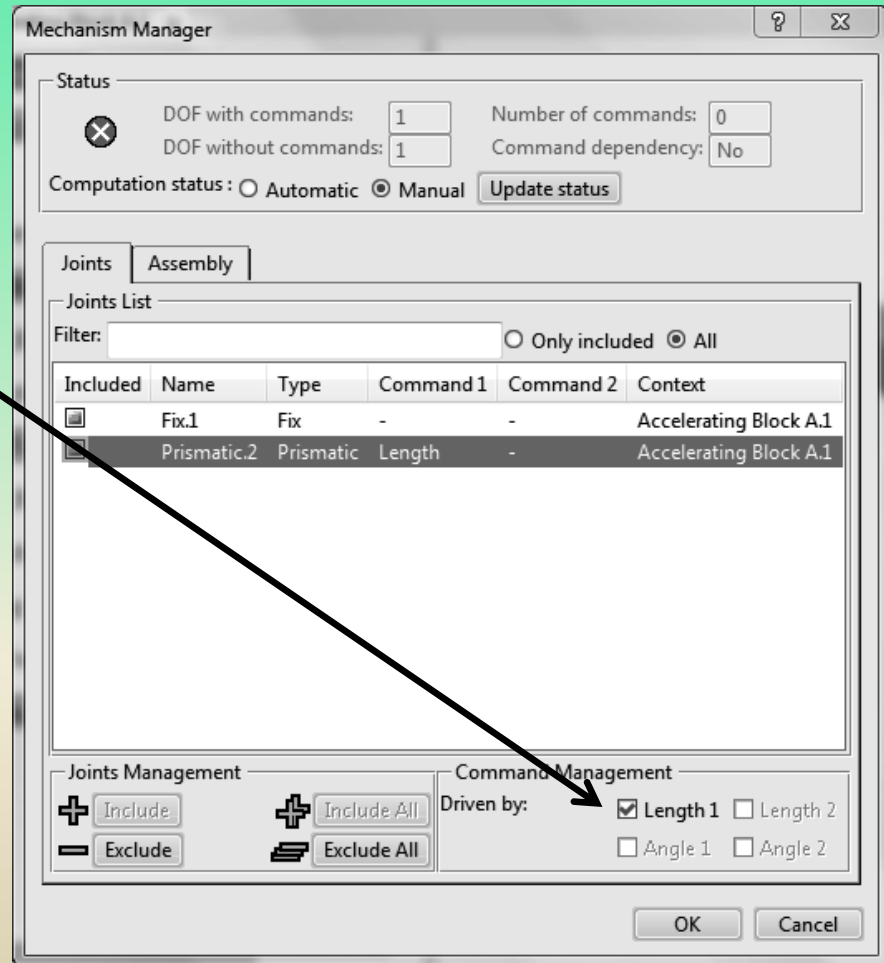 Mechanism Manager
Status
DOF with commands: 1 Number of commands: 0
DOF without commands: 1 Command dependency: No
Computation status : Automatic Manual Update status
Joints Assembly
Joints List
Filter: Only included All
Included Name Type Command 1 Command 2 Context
Fix.1 Fix - - Accelerating Block A.1
Prismatic.2 Prismatic Length - Accelerating Block A.1
Joints Management Command Management
Include Include All Driven by: Length 1 Length 2
Exclude Exclude All Angle 1 Angle 2
OK Cancel